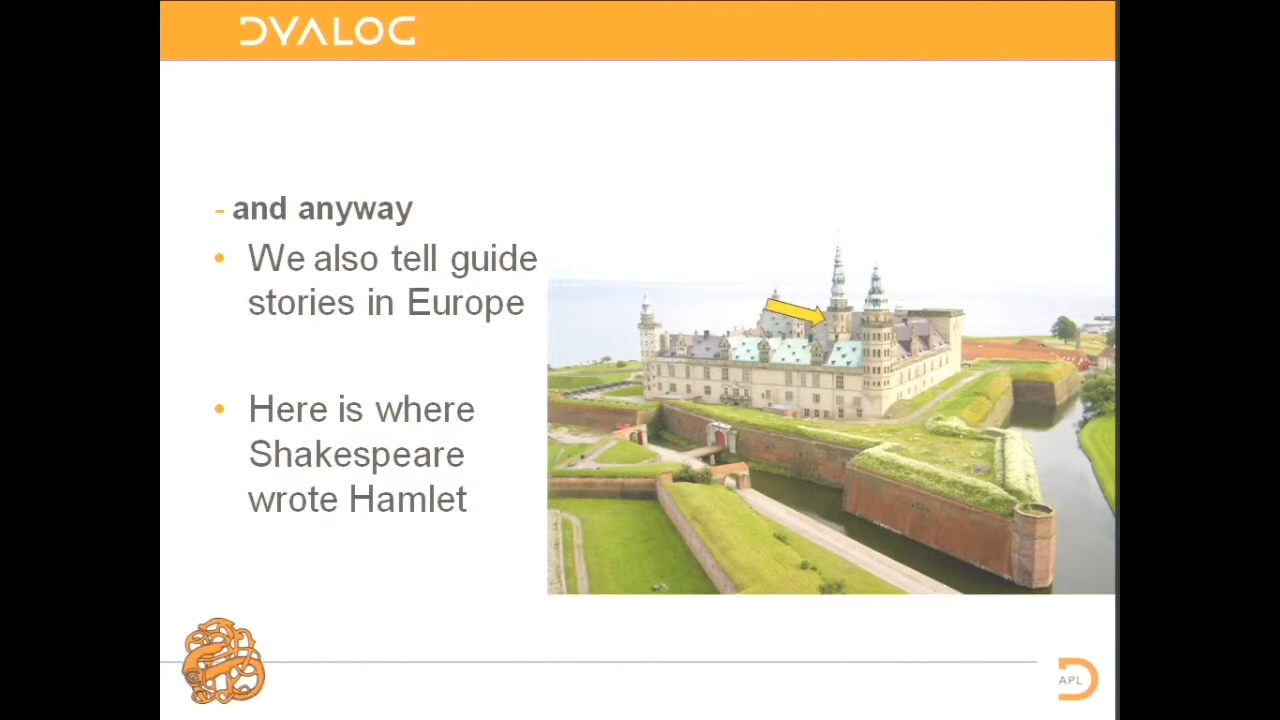 DYALOG
- and anyway
• We also tell guide
stories in Europe
• Here is where
Shakespeare
wrote Hamlet
APL